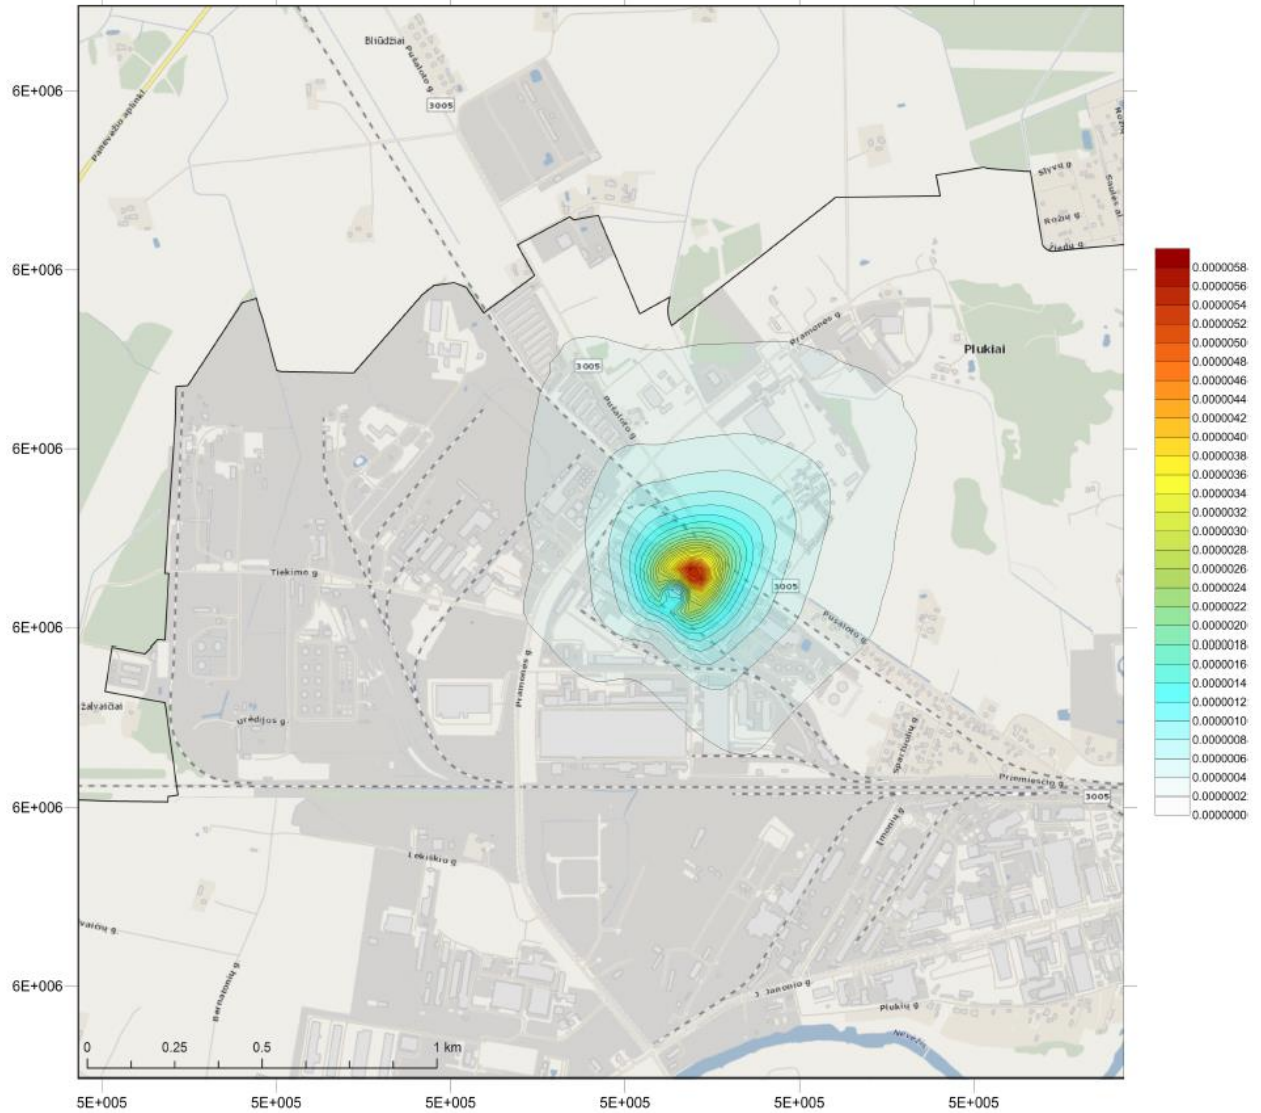 Bliūdžiai
Pušaloto g.
3005
Panevėžio aplinkl.
6E+006
Slyvų g.
Saulės al.
Rožių g.
Žiedų g.
6E+006
Pramonės g.
Plukiai
3005
Pušaloto g.
6E+006
Tiekimo g.
3005
Pušaloto g.
6E+006
Pramonės g.
žalvaičiai
Urėdijos g.
Spartuolių g.
Priemiesčio g.
3005
6E+006
Įmonių g.
Lėkiškio g.
vaičių g.
Bernatonių g.
6E+006
J. Janonio g.
Plukių g.
Nevėžis
0 0.25 0.5 1 km
5E+005 5E+005 5E+005 5E+005 5E+005 5E+005
0.0000058
0.0000056
0.0000054
0.0000052
0.0000050
0.0000048
0.0000046
0.0000044
0.0000042
0.0000040
0.0000038
0.0000036
0.0000034
0.0000032
0.0000030
0.0000028
0.0000026
0.0000024
0.0000022
0.0000020
0.0000018
0.0000016
0.0000014
0.0000012
0.0000010
0.0000008
0.0000006
0.0000004
0.0000002
0.0000000